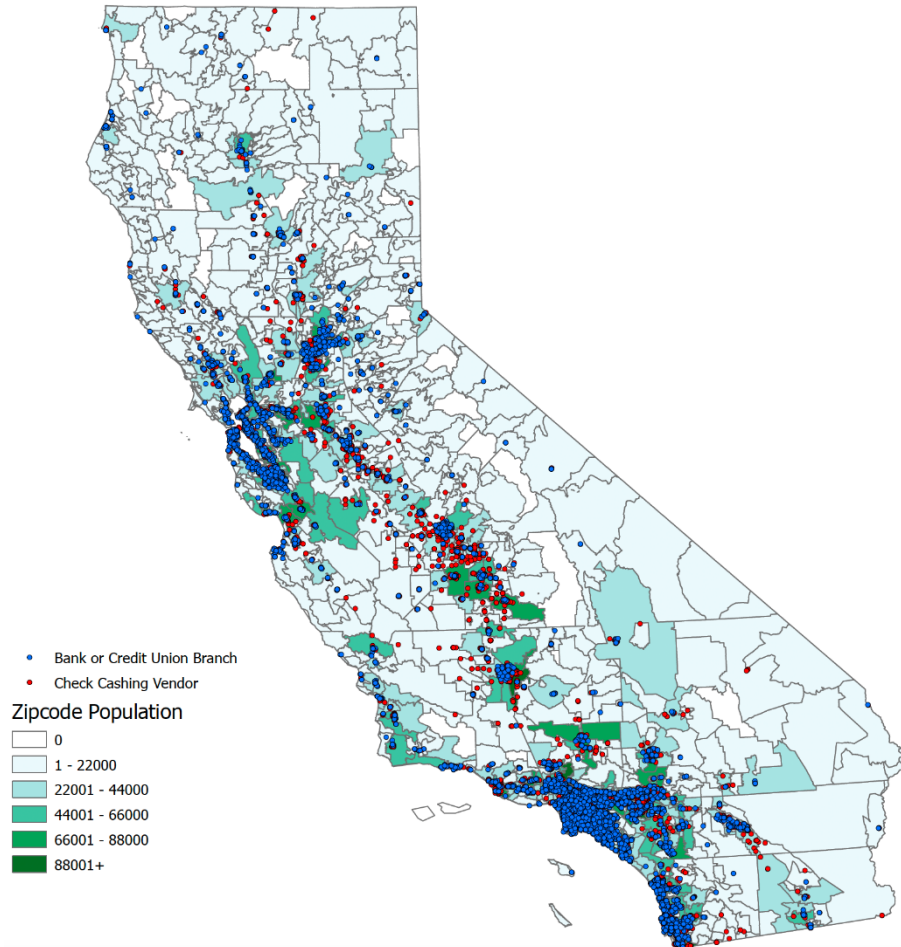 Bank or Credit Union Branch
Check Cashing Vendor
Zipcode Population
0
1 - 22000
22001 - 44000
44001 - 66000
66001 - 88000
88001+